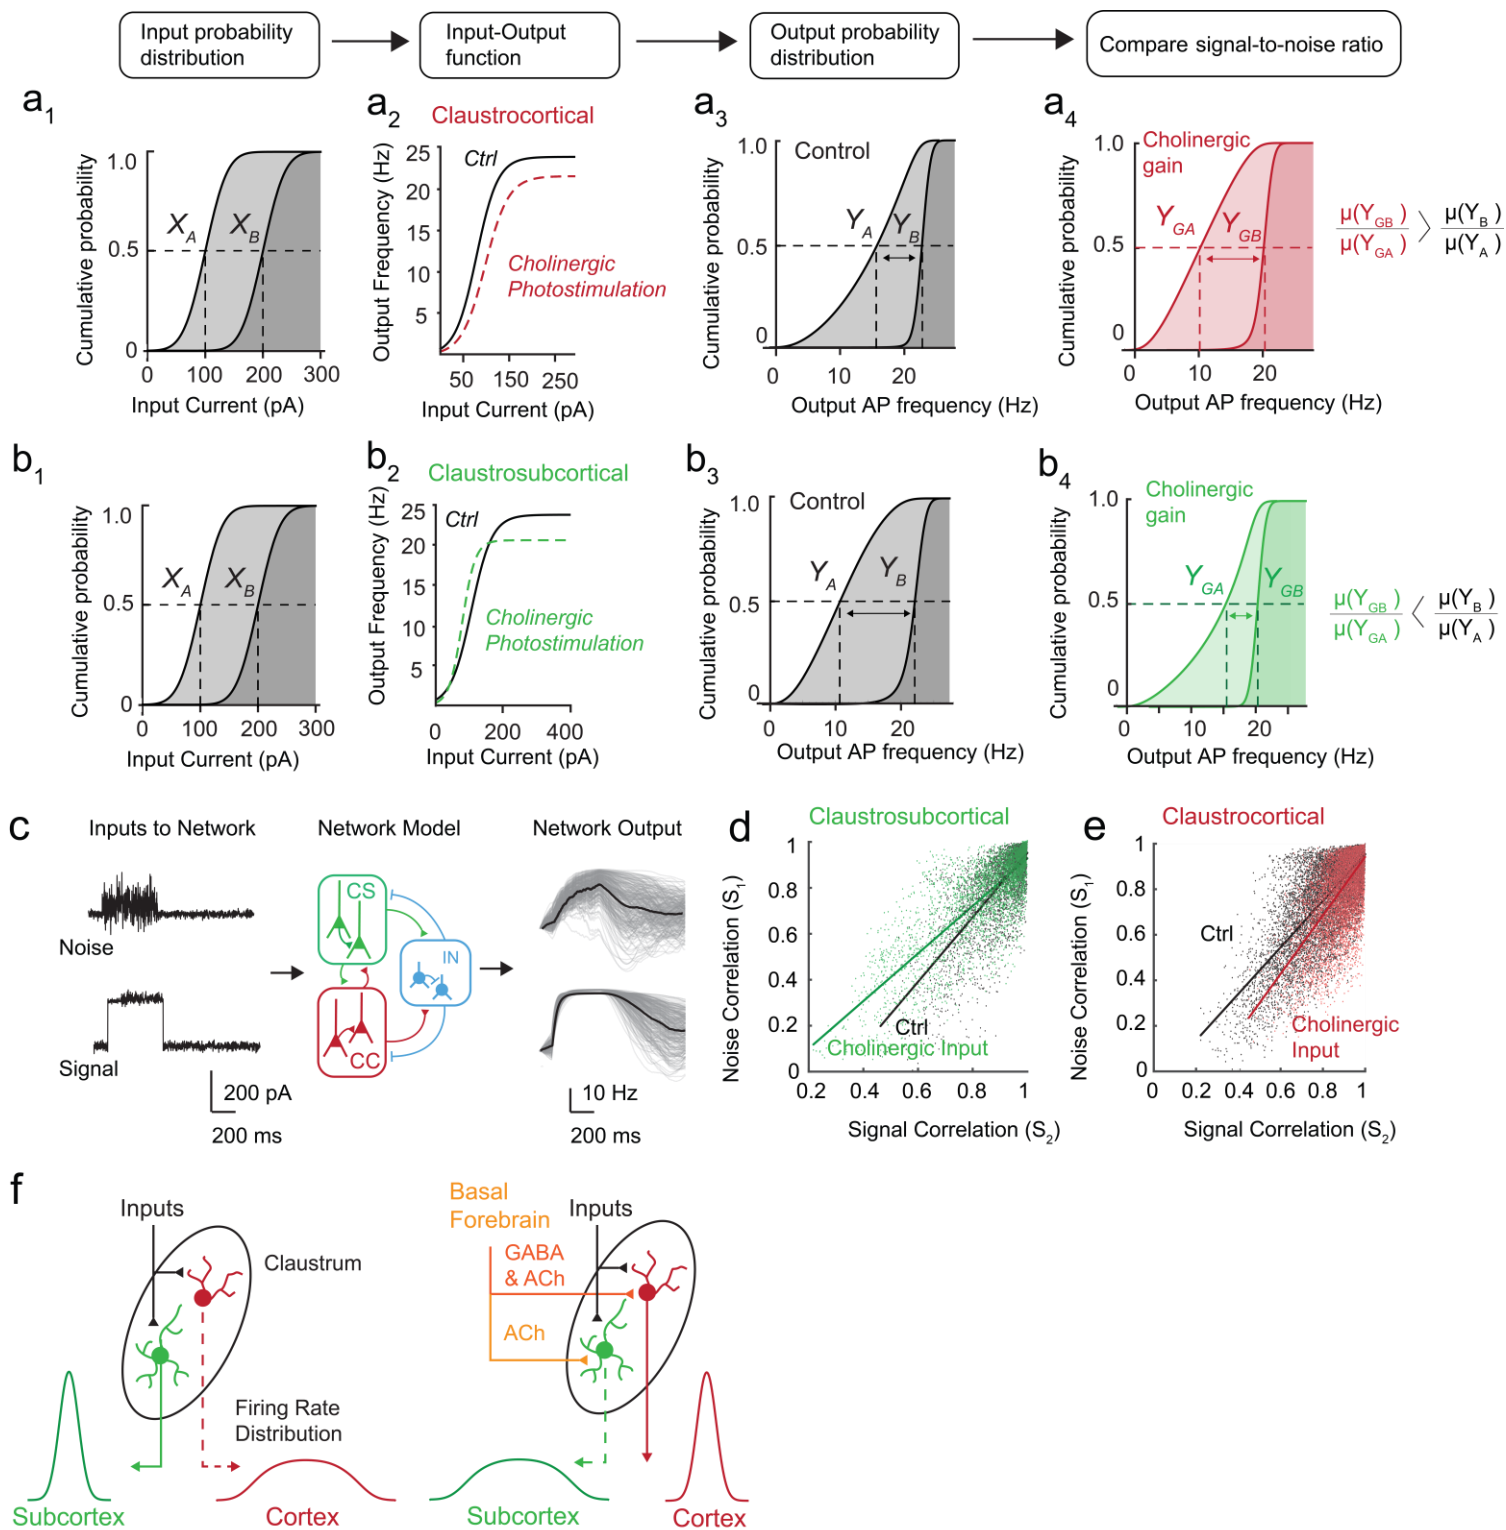 Input probability
distribution
Input-Output
function
Output probability
distribution
Compare signal-to-noise ratio
a1
Cumulative probability
1.0
0.5
0
XA
XB
0 100 200 300
Input Current (pA)
a2
Claustrocortical
Output Frequency (Hz)
25
20
15
10
5
Ctrl
Cholinergic
Photostimulation
50 150 250
Input Current (pA)
a3
Cumulative probability
1.0
0.5
0
Control
YA
YB
0 10 20
Output AP frequency (Hz)
a4
Cumulative probability
1.0
0.5
0
Cholinergic
gain
YGA
YGB
0 10 20
Output AP frequency (Hz)
μ(YGB) μ(YB)
>
μ(YGA) μ(YA)
b1
Cumulative probability
1.0
0.5
0
XA
XB
0 100 200 300
Input Current (pA)
b2
Claustrosubcortical
Output Frequency (Hz)
25
20
15
10
5
Ctrl
Cholinergic
Photostimulation
0 200 400
Input Current (pA)
b3
Cumulative probability
1.0
0.5
0
Control
YA
YB
0 10 20
Output AP frequency (Hz)
b4
Cumulative probability
1.0
0.5
0
Cholinergic
gain
YGA
YGB
0 10 20
Output AP frequency (Hz)
μ(YGB) μ(YB)
<
μ(YGA) μ(YA)
c
Inputs to Network
Network Model
Network Output
Noise
Signal
200 pA
200 ms
CS
IN
CC
10 Hz
200 ms
d
Claustrosubcortical
Noise Correlation (S1)
1
0.8
0.6
0.4
0.2
0
Ctrl
Cholinergic Input
0.2 0.4 0.6 0.8 1
Signal Correlation (S2)
e
Claustrocortical
Noise Correlation (S1)
1
0.8
0.6
0.4
0.2
0
Ctrl
Cholinergic
Input
0 0.2 0.4 0.6 0.8 1
Signal Correlation (S2)
f
Inputs
Claustrum
Firing Rate
Distribution
Subcortex
Cortex
Basal
Forebrain
Inputs
GABA
& ACh
ACh
Subcortex
Cortex